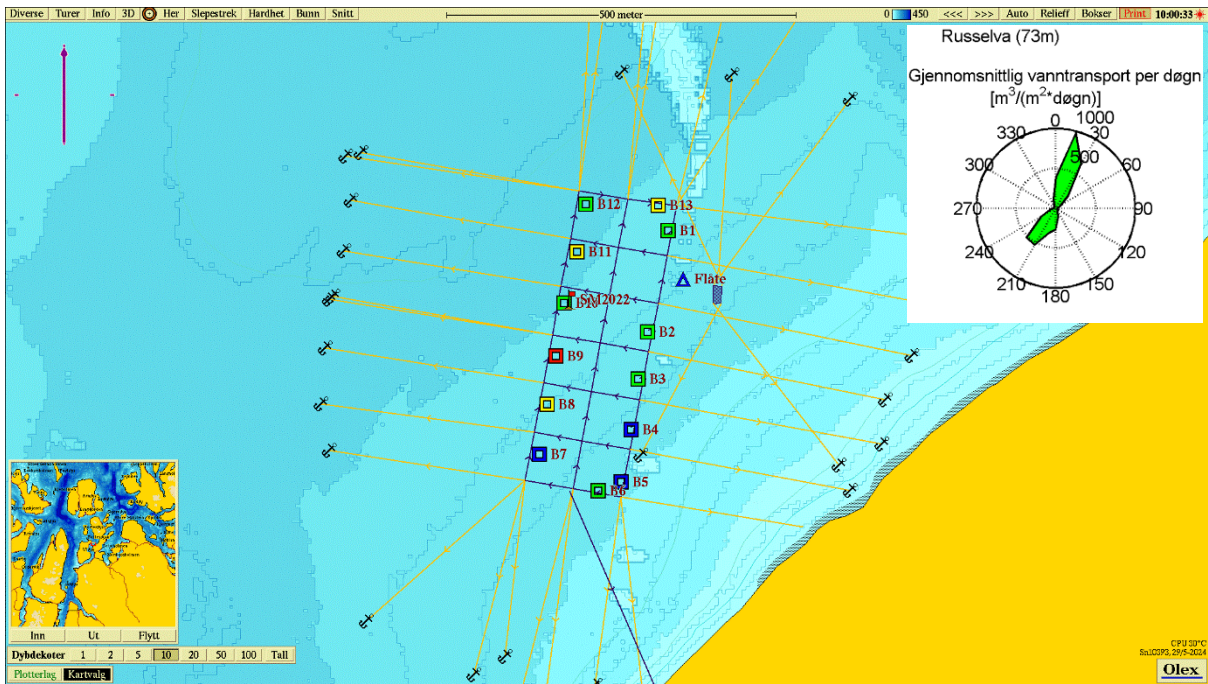 Diverse Turer Info 3D Her Slepestrek Hardhet Bunn Snitt 500 meter 0 450 <<< >>> Auto Relieff Bokser Print 10:00:33
Russelva (73m)
Gjennomsnittlig vanntransport per døgn
[m³/(m²*døgn)]
0 1000
330 30
500
300 60
270 90
240 120
210 150
180
B12 B13
B1
B11
Flåte
SM2022
B2
B9
B3
B8
B4
B7
B5
B6
Inn Ut Flytt
Dybdekoter 1 2 5 10 20 50 100 Tall
Plotterlag Kartvalg
29/5-2024
Olex